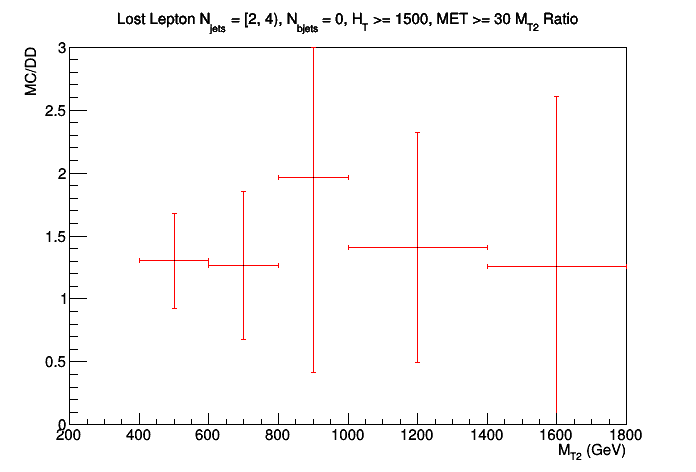 Lost Lepton N_jets = [2, 4), N_bjets = 0, H_T >= 1500, MET >= 30 M_T2 Ratio
MC/DD
3
2.5
2
1.5
1
0.5
0
200 400 600 800 1000 1200 1400 1600 1800
M_T2 (GeV)